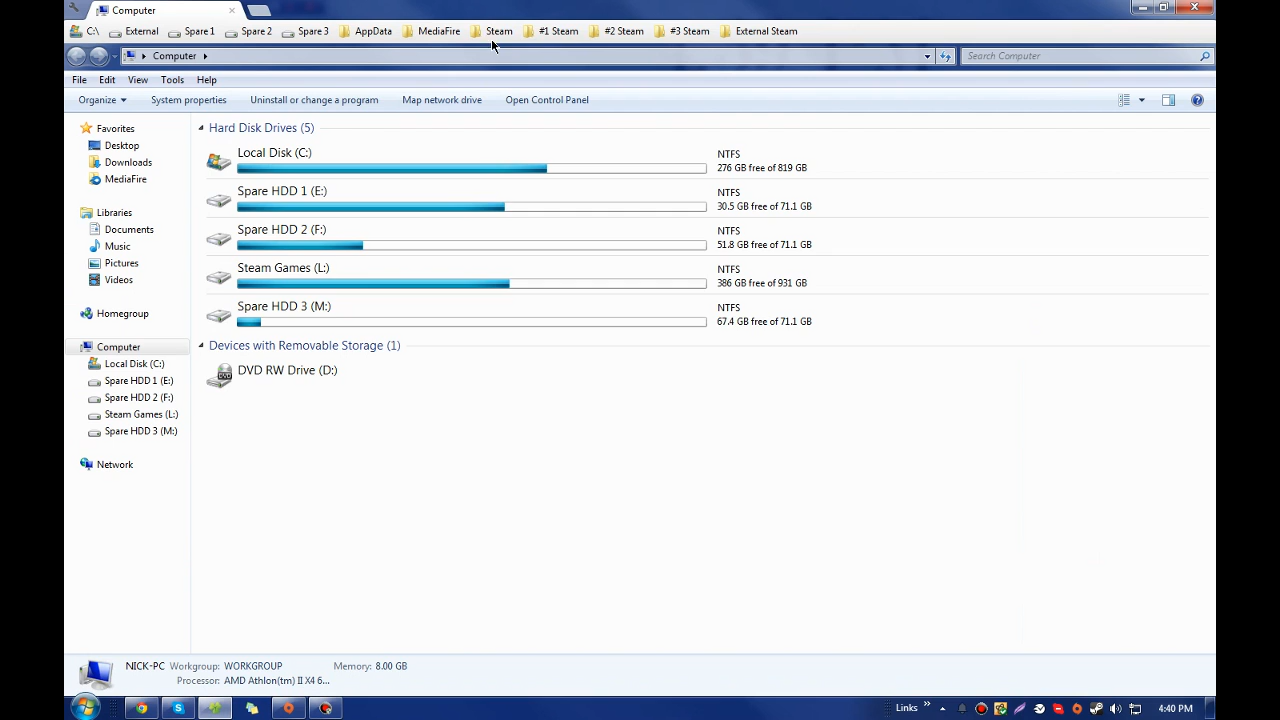 Computer
C:\ External Spare 1 Spare 2 Spare 3 AppData MediaFire Steam #1 Steam #2 Steam #3 Steam External Steam
Computer Search Computer
File Edit View Tools Help
Organize System properties Uninstall or change a program Map network drive Open Control Panel
Favorites
Desktop
Downloads
MediaFire
Libraries
Documents
Music
Pictures
Videos
Homegroup
Computer
Local Disk (C:)
Spare HDD 1 (E:)
Spare HDD 2 (F:)
Steam Games (L:)
Spare HDD 3 (M:)
Network
Hard Disk Drives (5)
Local Disk (C:) NTFS
276 GB free of 819 GB
Spare HDD 1 (E:) NTFS
30.5 GB free of 71.1 GB
Spare HDD 2 (F:) NTFS
51.8 GB free of 71.1 GB
Steam Games (L:) NTFS
386 GB free of 931 GB
Spare HDD 3 (M:) NTFS
67.4 GB free of 71.1 GB
Devices with Removable Storage (1)
DVD RW Drive (D:)
NICK-PC Workgroup: WORKGROUP Memory: 8.00 GB
Processor: AMD Athlon(tm) II X4 6...
Links 4:40 PM